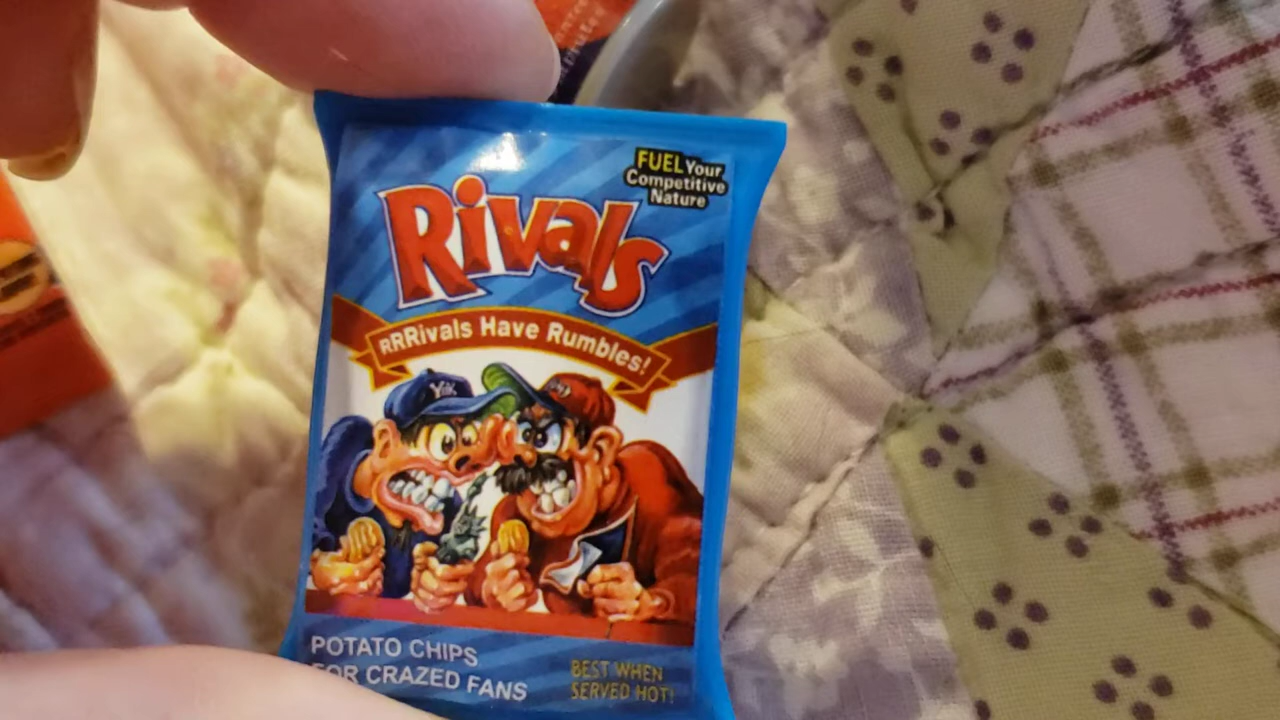 FUEL Your
Competitive
Nature
Rivals
RRRivals Have Rumbles!
POTATO CHIPS
FOR CRAZED FANS
BEST WHEN
SERVED HOT!